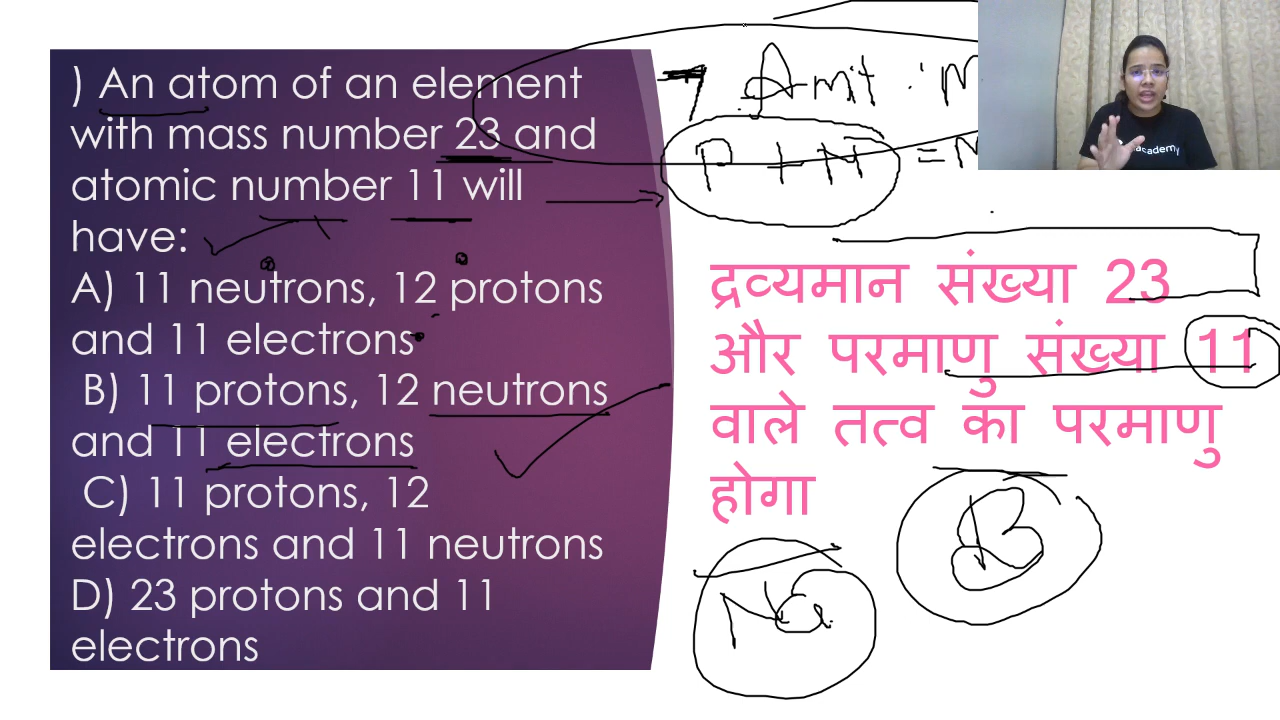 ) An atom of an element
with mass number 23 and
atomic number 11 will
have:
A) 11 neutrons, 12 protons
and 11 electrons
B) 11 protons, 12 neutrons
and 11 electrons
C) 11 protons, 12
electrons and 11 neutrons
D) 23 protons and 11
electrons
P + N =
द्रव्यमान संख्या 23
और परमाणु संख्या 11
वाले तत्व का परमाणु
होगा
B
Na
academy